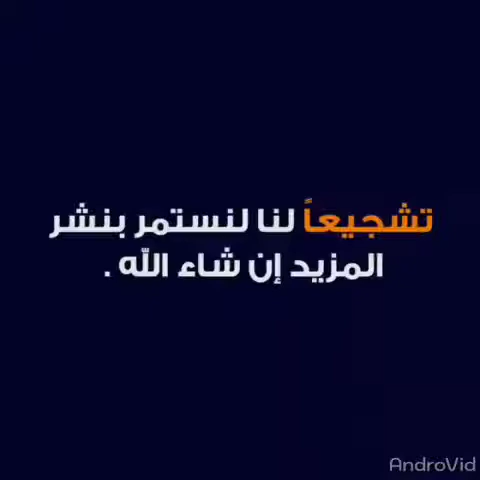 تشجيعاً لنا لنستمر بنشر
المزيد إن شاء الله .
AndroVid